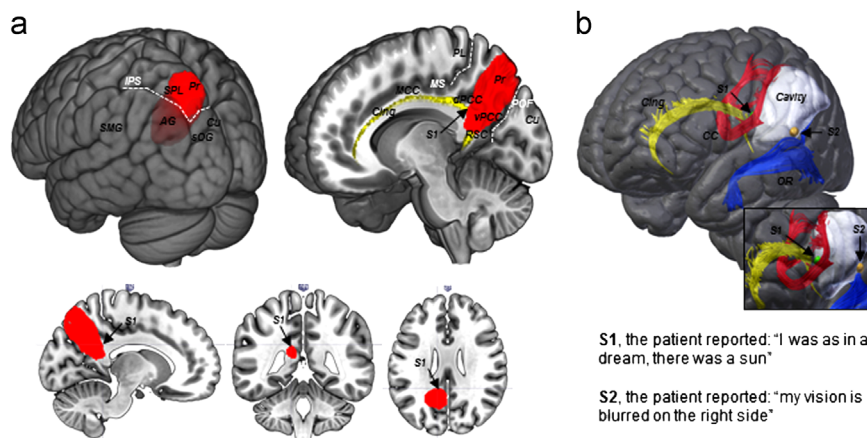 a
b
IPS
SPL
Pr
SMG
AG
Cu
sOG
PL
MS
MCC
Cing
dPCC
Pr
POF
vPCC
RSC
Cu
S1
Cing
S1
Cavity
CC
S2
OR
S1
S2
S1
S1
S1
S1, the patient reported: “I was as in a
dream, there was a sun”
S2, the patient reported: “my vision is
blurred on the right side”